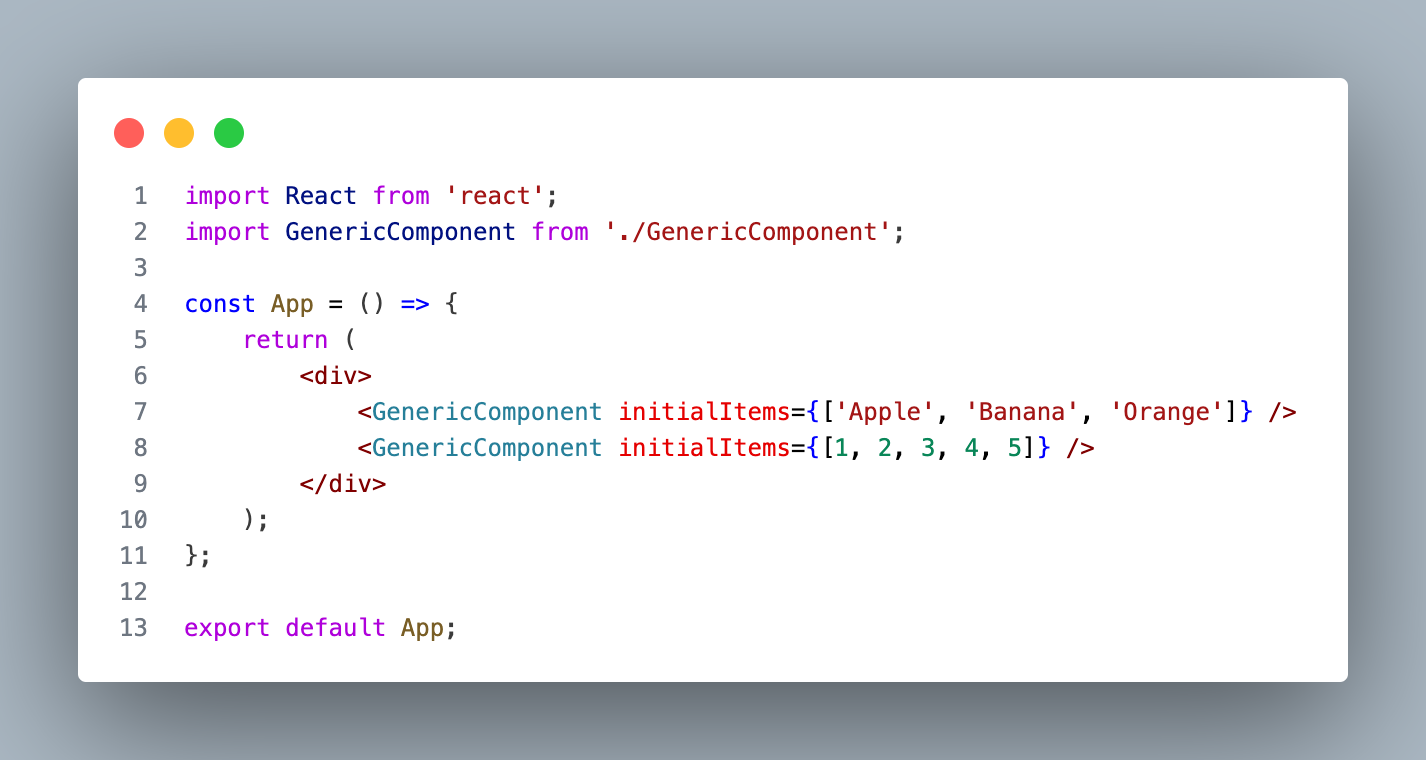 1 import React from 'react';
2 import GenericComponent from './GenericComponent';
3
4 const App = () => {
5     return (
6         <div>
7             <GenericComponent initialItems={['Apple', 'Banana', 'Orange']} />
8             <GenericComponent initialItems={[1, 2, 3, 4, 5]} />
9         </div>
10     );
11 };
12
13 export default App;